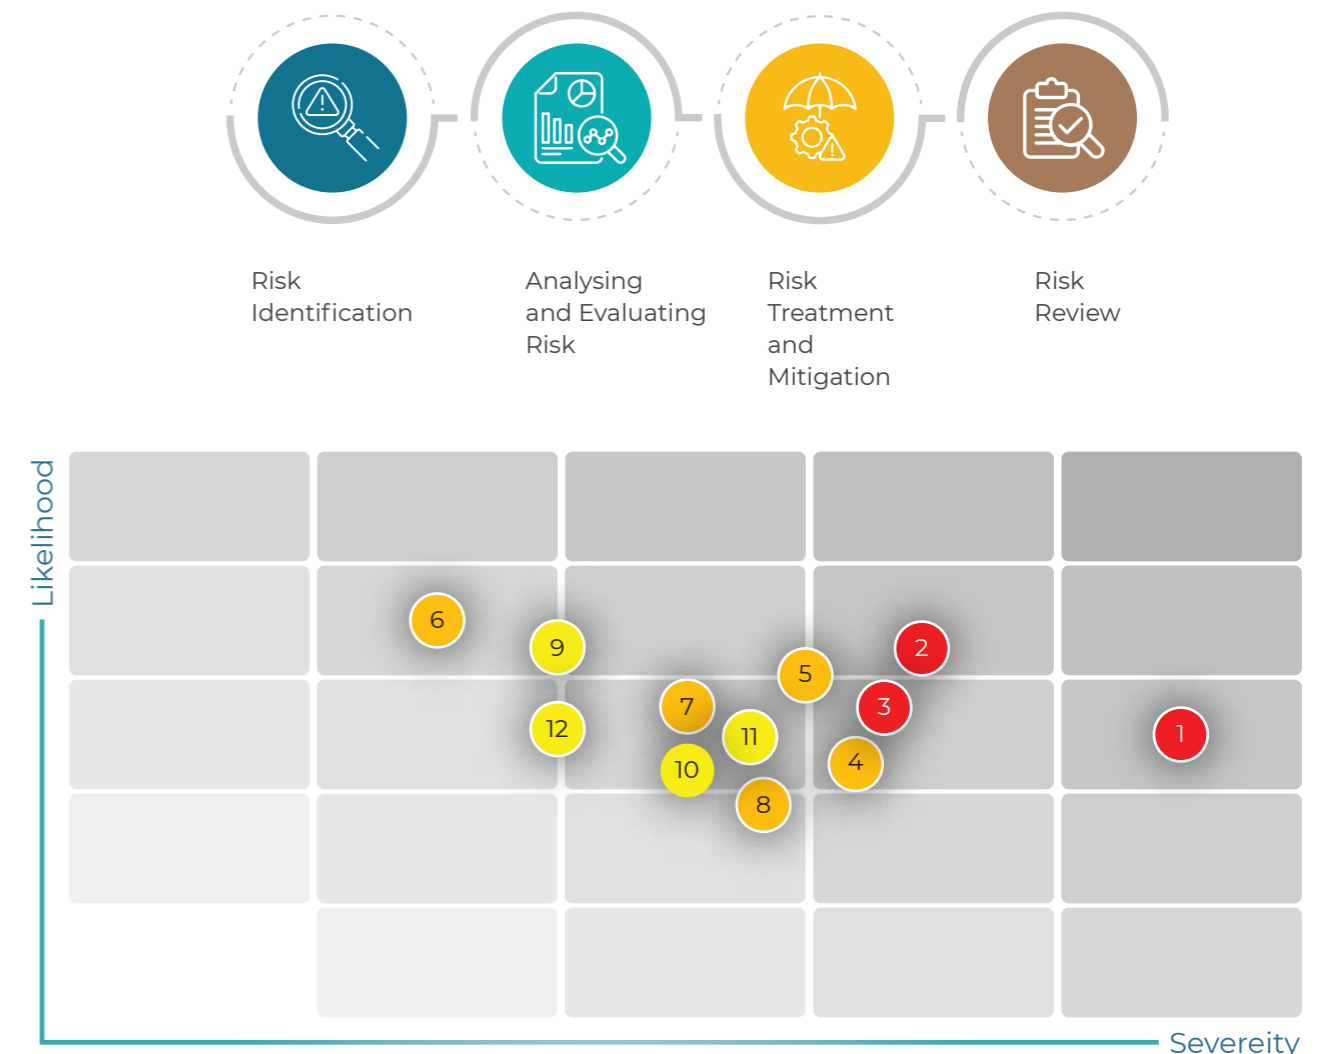 Risk
Identification
Analysing
and Evaluating
Risk
Risk
Treatment
and
Mitigation
Risk
Review
Likelihood
6
9
2
5
7
3
12
11
1
4
10
8
Severeity